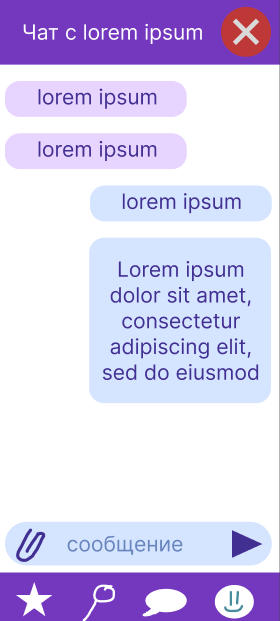 Чат с lorem ipsum
lorem ipsum
lorem ipsum
lorem ipsum
Lorem ipsum
dolor sit amet,
consectetur
adipiscing elit,
sed do eiusmod
сообщение